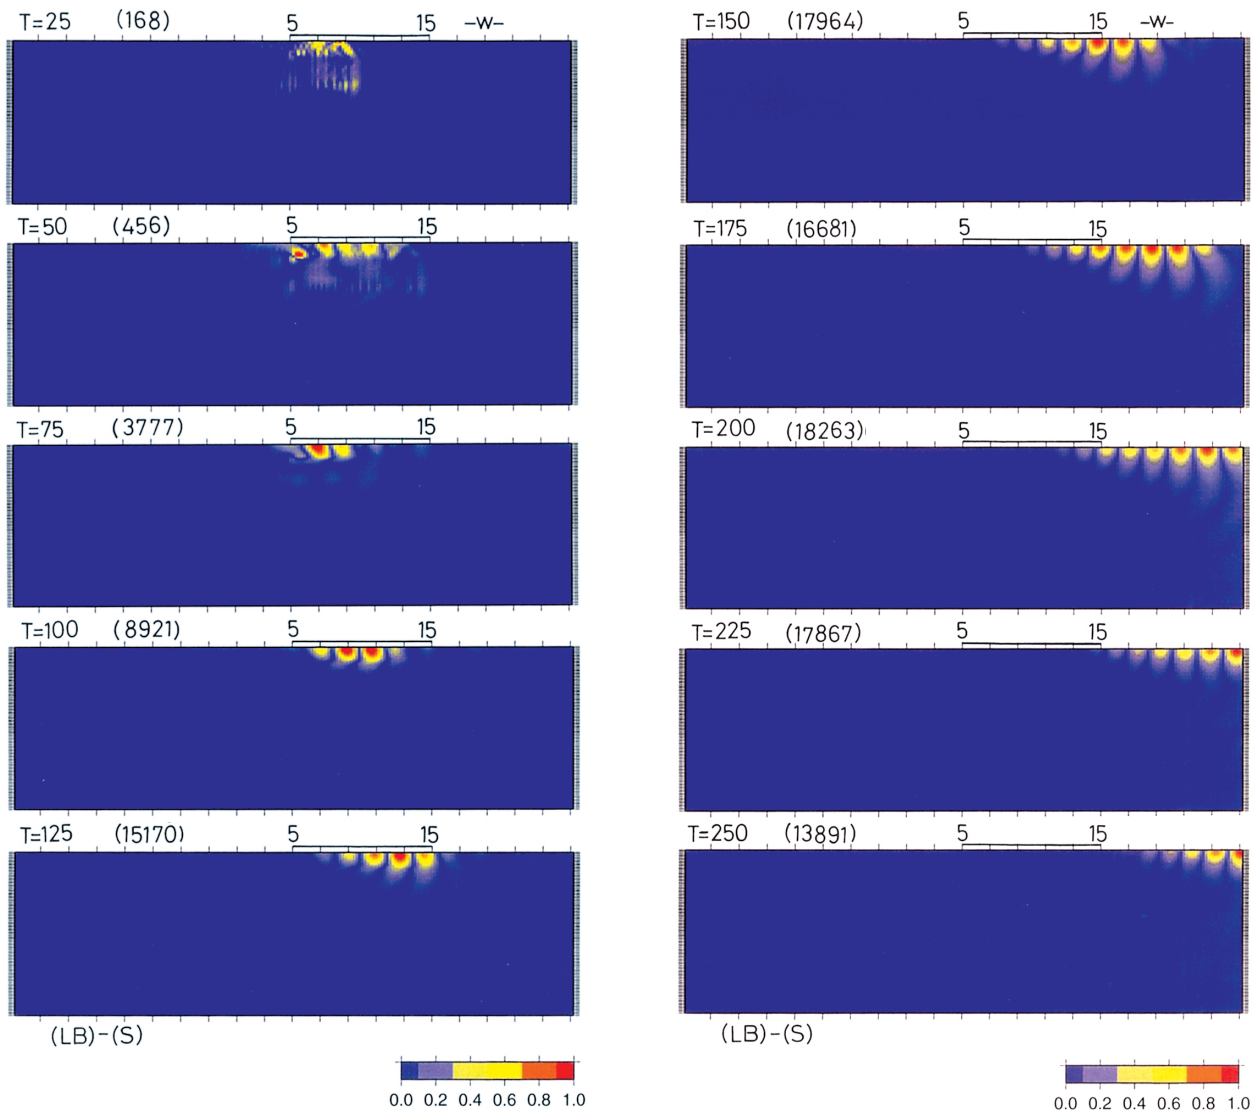 T=25 (168) 5 15 -W-
T=50 (456) 5 15
T=75 (3777) 5 15
T=100 (8921) 5 15
T=125 (15170) 5 15
(LB)-(S)
0.0 0.2 0.4 0.6 0.8 1.0
T=150 (17964) 5 15 -W-
T=175 (16681) 5 15
T=200 (18263) 5 15
T=225 (17867) 5 15
T=250 (13891) 5 15
(LB)-(S)
0.0 0.2 0.4 0.6 0.8 1.0